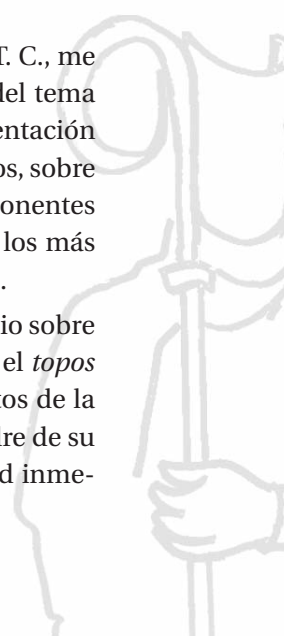 T. C., me
del tema
entación
os, sobre
onentes
los más
.
io sobre
el topos
tos de la
dre de su
d inme-